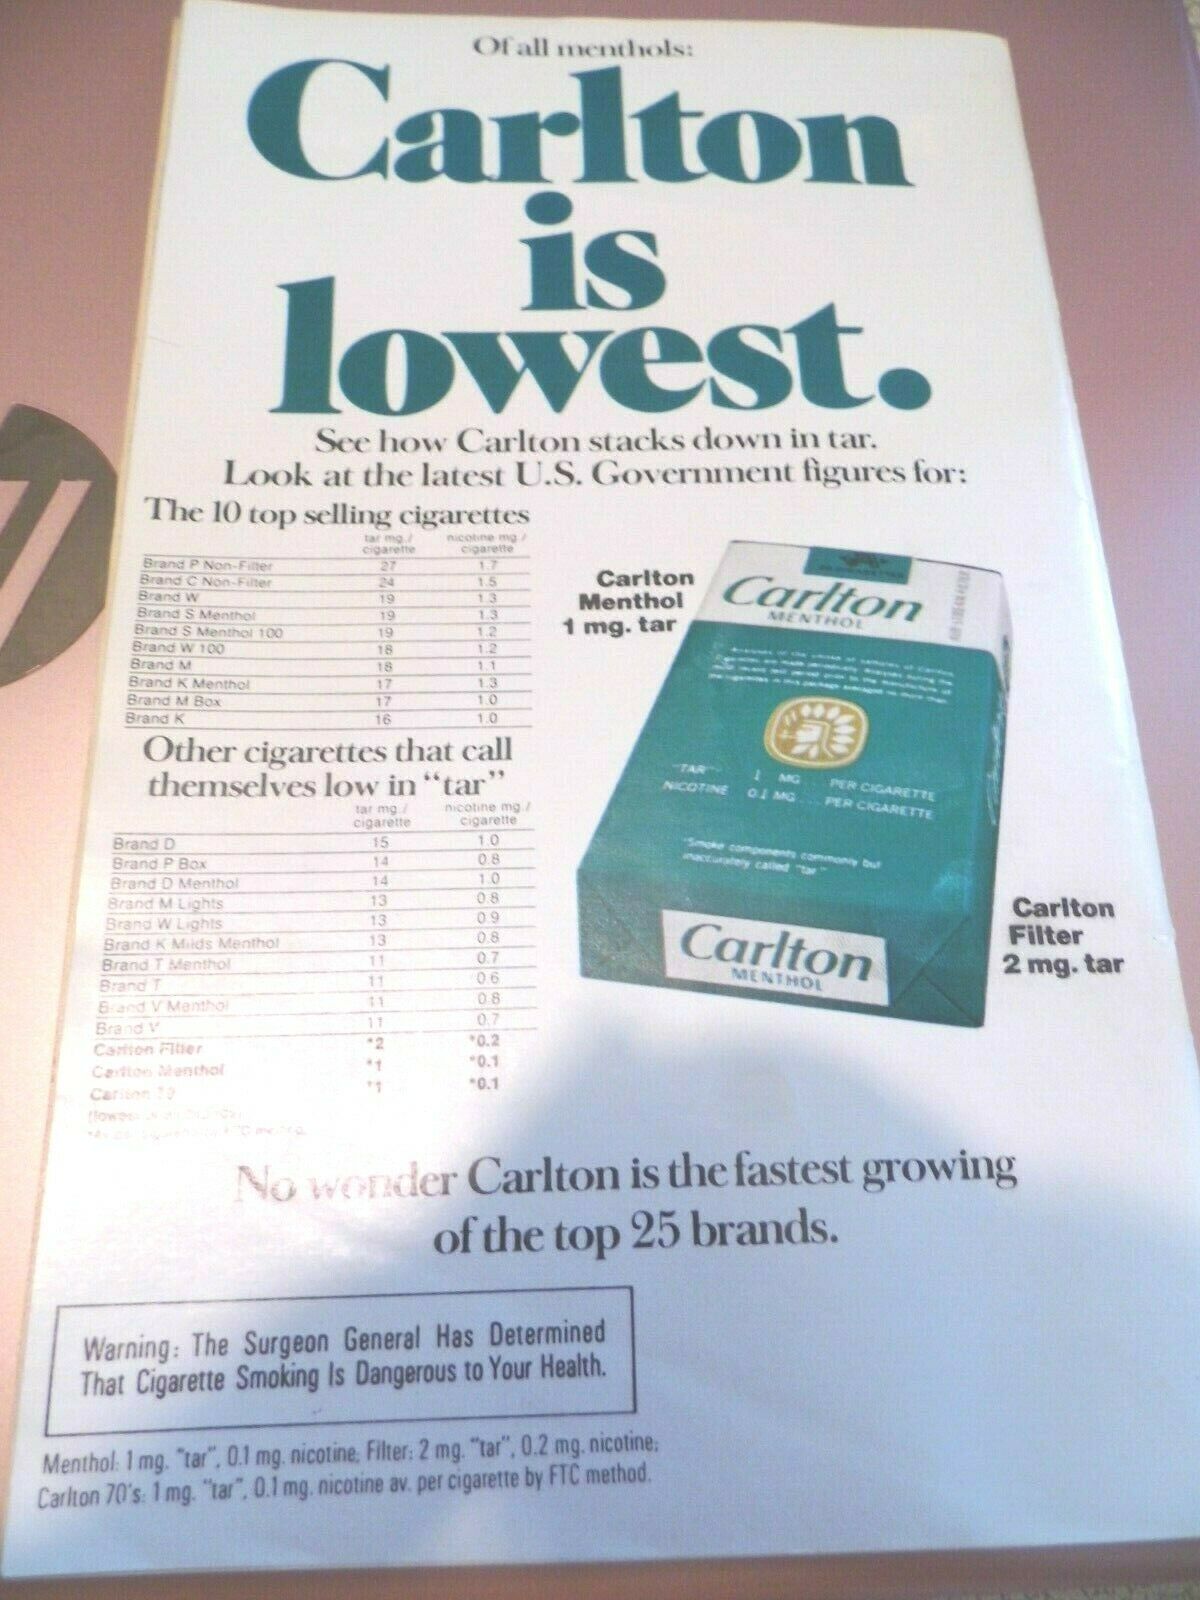 Of all menthols:
Carlton
is
lowest.
See how Carlton stacks down in tar.
Look at the latest U.S. Government figures for:
The 10 top selling cigarettes
tar mg./ nicotine mg./
cigarette cigarette
Brand P Non-Filter 27 1.7
Brand C Non-Filter 24 1.5
Brand W 19 1.3
Brand S Menthol 19 1.3
Brand S Menthol 100 19 1.2
Brand W 100 18 1.2
Brand M 18 1.1
Brand K Menthol 17 1.3
Brand M Box 17 1.0
Brand K 16 1.0
Other cigarettes that call
themselves low in "tar"
tar mg./ nicotine mg./
cigarette cigarette
Brand D 15 1.0
Brand P Box 14 0.8
Brand D Menthol 14 1.0
Brand M Lights 13 0.8
Brand W Lights 13 0.9
Brand K Milds Menthol 13 0.8
Brand T Menthol 11 0.7
Brand T 11 0.6
Brand V Menthol 11 0.8
Brand V 11 0.7
Carlton Filter *2 *0.2
Carlton Menthol *1 *0.1
Carlton 70 *1 *0.1
Carlton
Menthol
1 mg. tar
Carlton
MENTHOL
"TAR" 1 MG PER CIGARETTE
NICOTINE 0.1 MG PER CIGARETTE
"Smoke components commonly but
inaccurately called "tar."
Carlton
MENTHOL
Carlton
Filter
2 mg. tar
No wonder Carlton is the fastest growing
of the top 25 brands.
Warning: The Surgeon General Has Determined
That Cigarette Smoking Is Dangerous to Your Health.
Menthol: 1 mg. "tar", 0.1 mg. nicotine; Filter: 2 mg. "tar", 0.2 mg. nicotine;
Carlton 70's: 1 mg. "tar", 0.1 mg. nicotine av. per cigarette by FTC method.